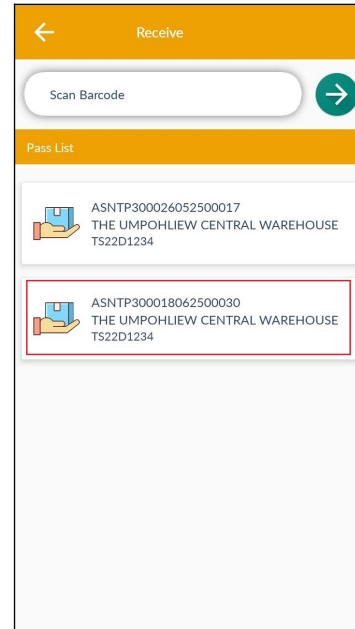 Receive
Scan Barcode
Pass List
ASNTP300026052500017
THE UMPOHLIEW CENTRAL WAREHOUSE
TS22D1234
ASNTP300018062500030
THE UMPOHLIEW CENTRAL WAREHOUSE
TS22D1234